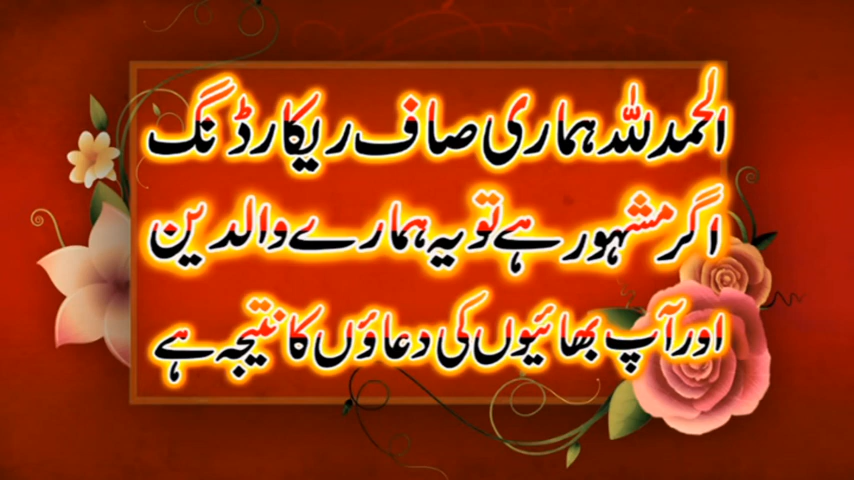 الحمدللہ ہماری صاف ریکارڈنگ
اگر مشہور ہے تو یہ ہمارے والدین
اور آپ بھائیوں کی دعاؤں کا نتیجہ ہے